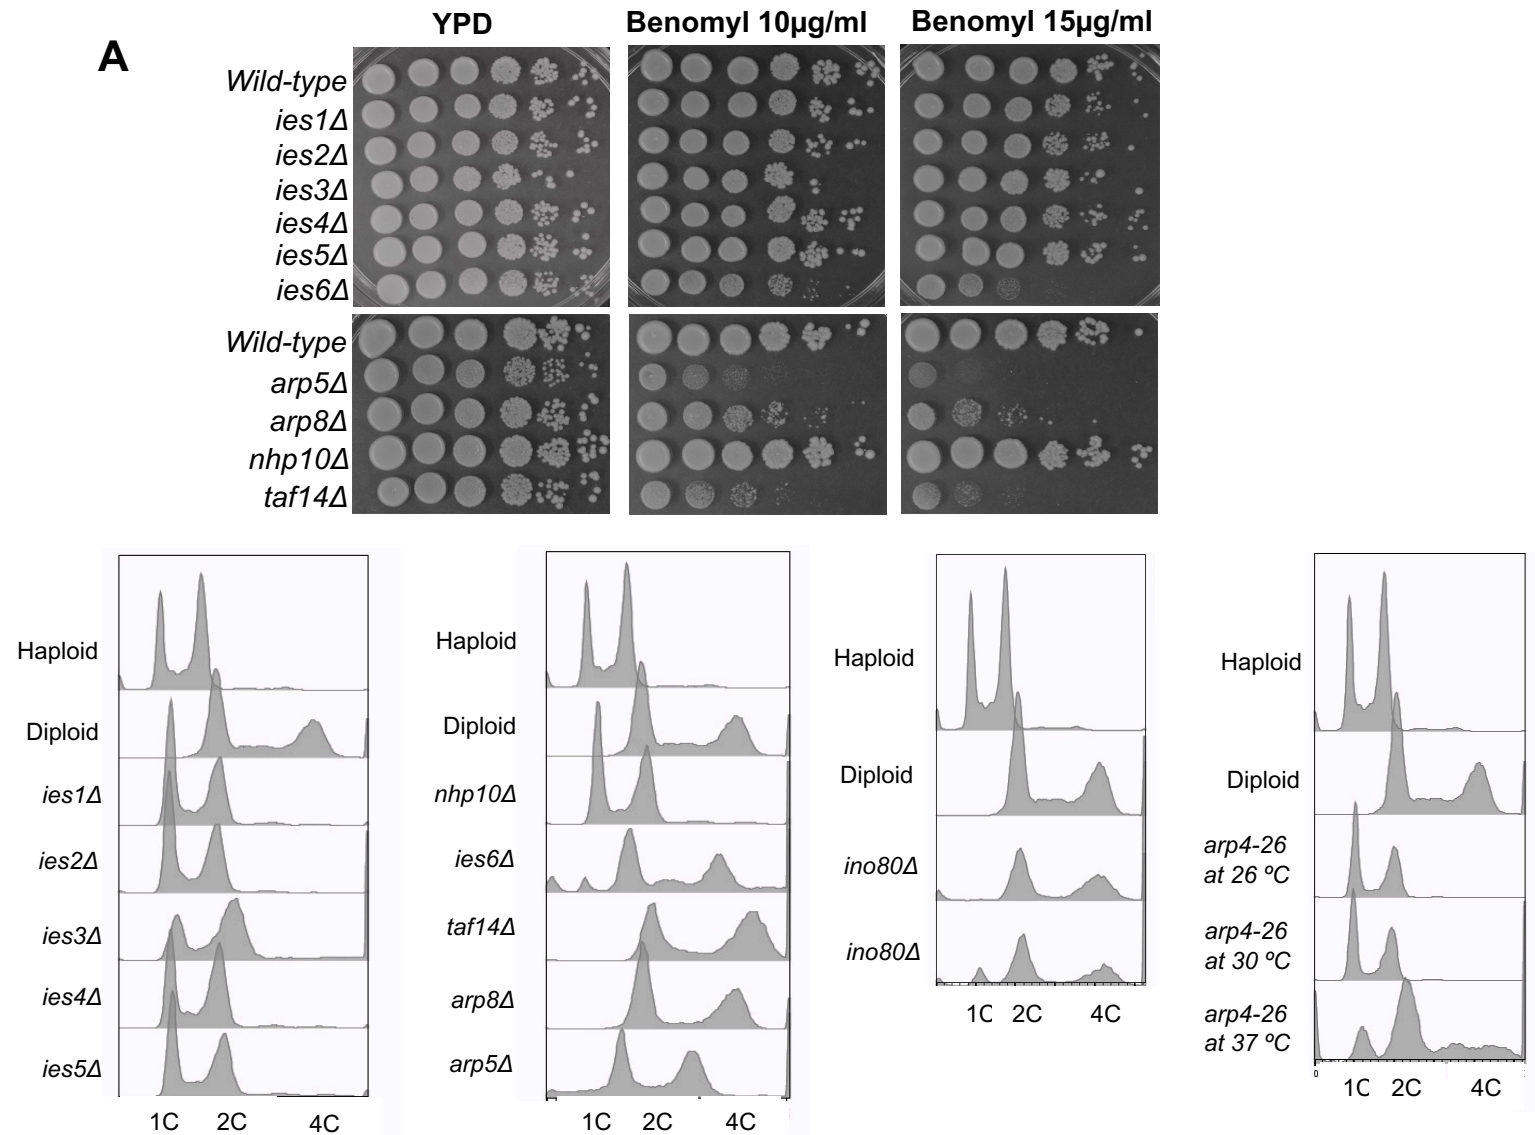 A
YPD
Benomyl 10µg/ml
Benomyl 15µg/ml
Wild-type
ies1Δ
ies2Δ
ies3Δ
ies4Δ
ies5Δ
ies6Δ
Wild-type
arp5Δ
arp8Δ
nhp10Δ
taf14Δ
Haploid
Diploid
ies1Δ
ies2Δ
ies3Δ
ies4Δ
ies5Δ
1C 2C 4C
Haploid
Diploid
nhp10Δ
ies6Δ
taf14Δ
arp8Δ
arp5Δ
1C 2C 4C
Haploid
Diploid
ino80Δ
ino80Δ
1C 2C 4C
Haploid
Diploid
arp4-26
at 26 ºC
arp4-26
at 30 ºC
arp4-26
at 37 ºC
0
1C 2C 4C